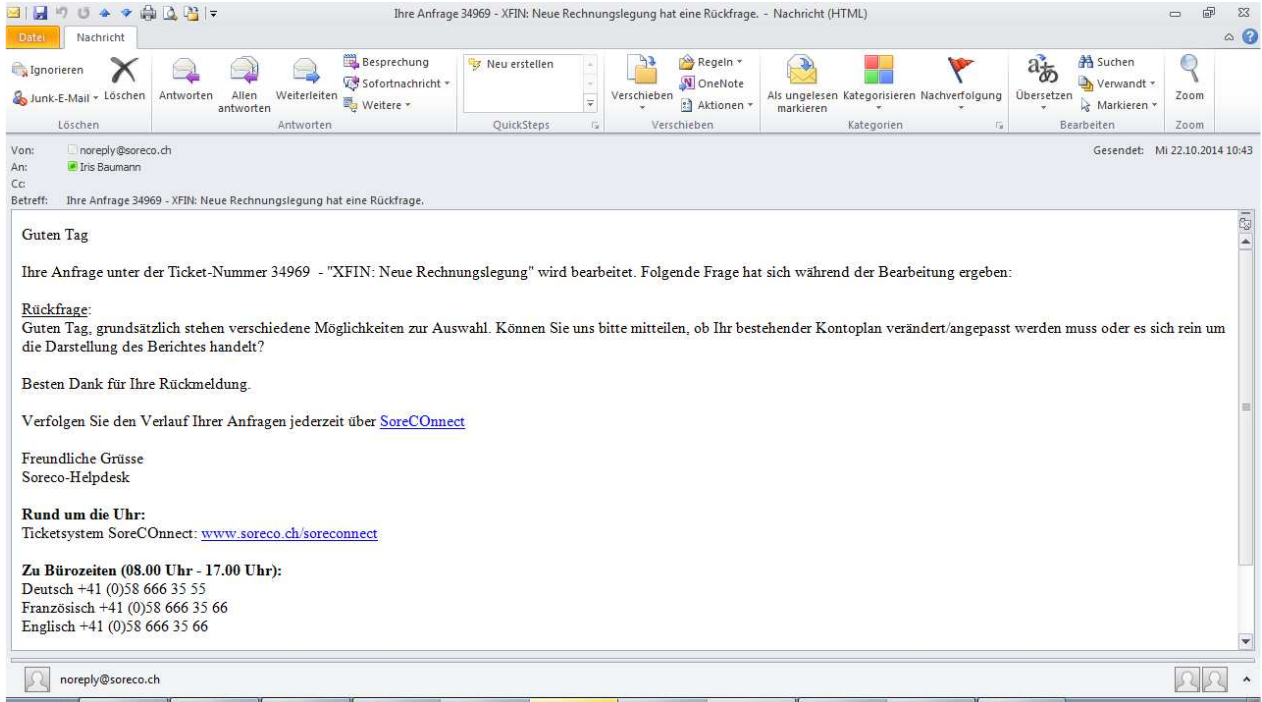 Ihre Anfrage 34969 - XFIN: Neue Rechnungslegung hat eine Rückfrage. - Nachricht (HTML)
Datei Nachricht
Ignorieren
Junk-E-Mail
Löschen
Löschen
Antworten
Allen antworten
Weiterleiten
Besprechung
Sofortnachricht
Weitere
Antworten
Neu erstellen
QuickSteps
Verschieben
Regeln
OneNote
Aktionen
Verschieben
Als ungelesen markieren
Kategorisieren
Nachverfolgung
Kategorien
Übersetzen
Suchen
Verwandt
Markieren
Bearbeiten
Zoom
Zoom
Von: noreply@soreco.ch
Gesendet: Mi 22.10.2014 10:43
An: Iris Baumann
Cc:
Betreff: Ihre Anfrage 34969 - XFIN: Neue Rechnungslegung hat eine Rückfrage.
Guten Tag
Ihre Anfrage unter der Ticket-Nummer 34969 - "XFIN: Neue Rechnungslegung" wird bearbeitet. Folgende Frage hat sich während der Bearbeitung ergeben:
Rückfrage:
Guten Tag, grundsätzlich stehen verschiedene Möglichkeiten zur Auswahl. Können Sie uns bitte mitteilen, ob Ihr bestehender Kontoplan verändert/angepasst werden muss oder es sich rein um
die Darstellung des Berichtes handelt?
Besten Dank für Ihre Rückmeldung.
Verfolgen Sie den Verlauf Ihrer Anfragen jederzeit über SoreCOnnect
Freundliche Grüsse
Soreco-Helpdesk
Rund um die Uhr:
Ticketsystem SoreCOnnect: www.soreco.ch/soreconnect
Zu Bürozeiten (08.00 Uhr - 17.00 Uhr):
Deutsch +41 (0)58 666 35 55
Französisch +41 (0)58 666 35 66
Englisch +41 (0)58 666 35 66
noreply@soreco.ch